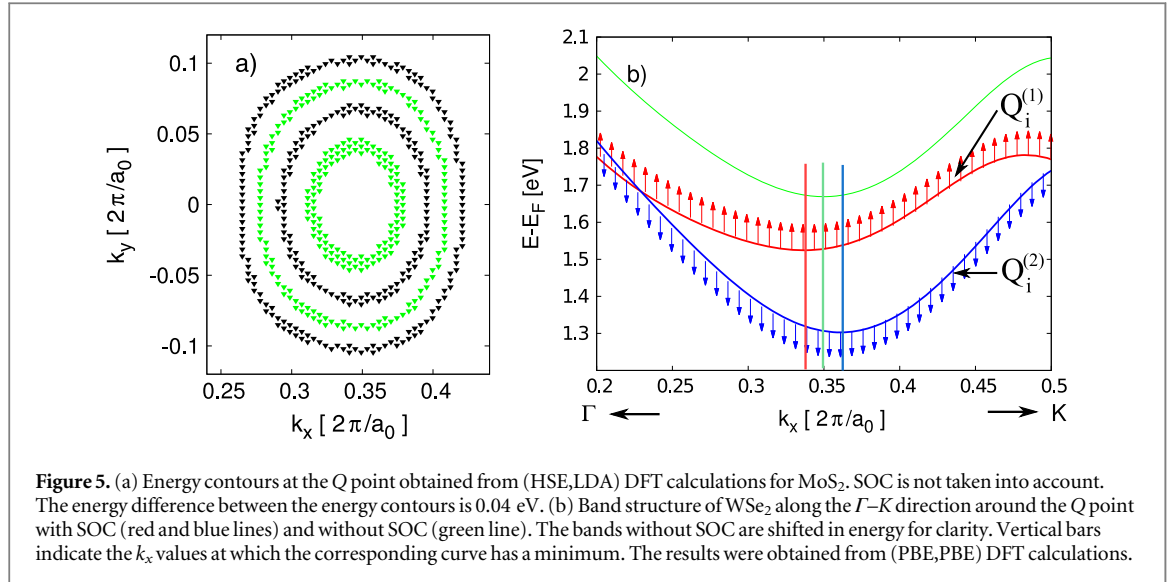 a)
0.1
0.05
0
-0.05
-0.1
k_y [ 2π/a_0 ]
0.25 0.3 0.35 0.4
k_x [ 2π/a_0 ]
b)
2.1
2
1.9
1.8
1.7
1.6
1.5
1.4
1.3
E-E_F [eV]
Q_i^(1)
Q_i^(2)
0.2 0.25 0.3 0.35 0.4 0.45 0.5
Γ k_x [ 2π/a_0 ] K
Figure 5. (a) Energy contours at the Q point obtained from (HSE,LDA) DFT calculations for MoS₂. SOC is not taken into account.
The energy difference between the energy contours is 0.04 eV. (b) Band structure of WSe₂ along the Γ–K direction around the Q point
with SOC (red and blue lines) and without SOC (green line). The bands without SOC are shifted in energy for clarity. Vertical bars
indicate the k_x values at which the corresponding curve has a minimum. The results were obtained from (PBE,PBE) DFT calculations.